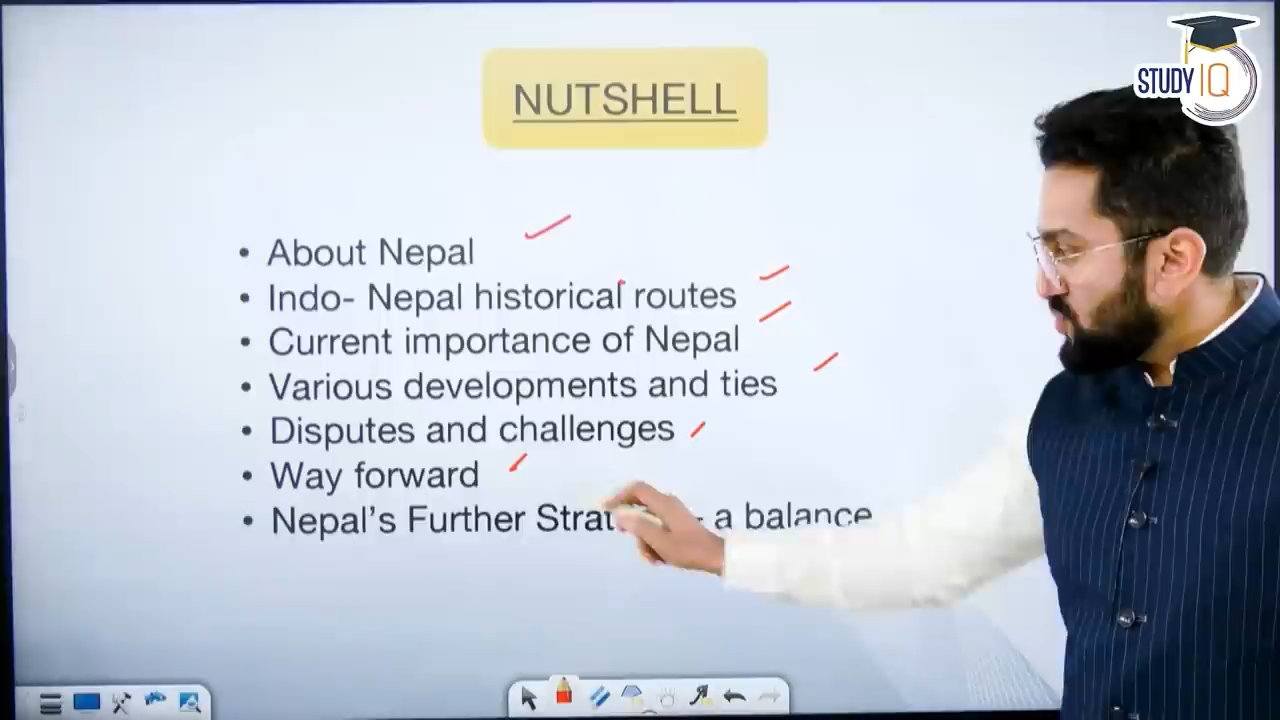 STUDY IQ
NUTSHELL
• About Nepal
• Indo- Nepal historical routes
• Current importance of Nepal
• Various developments and ties
• Disputes and challenges
• Way forward
• Nepal's Further - a balance